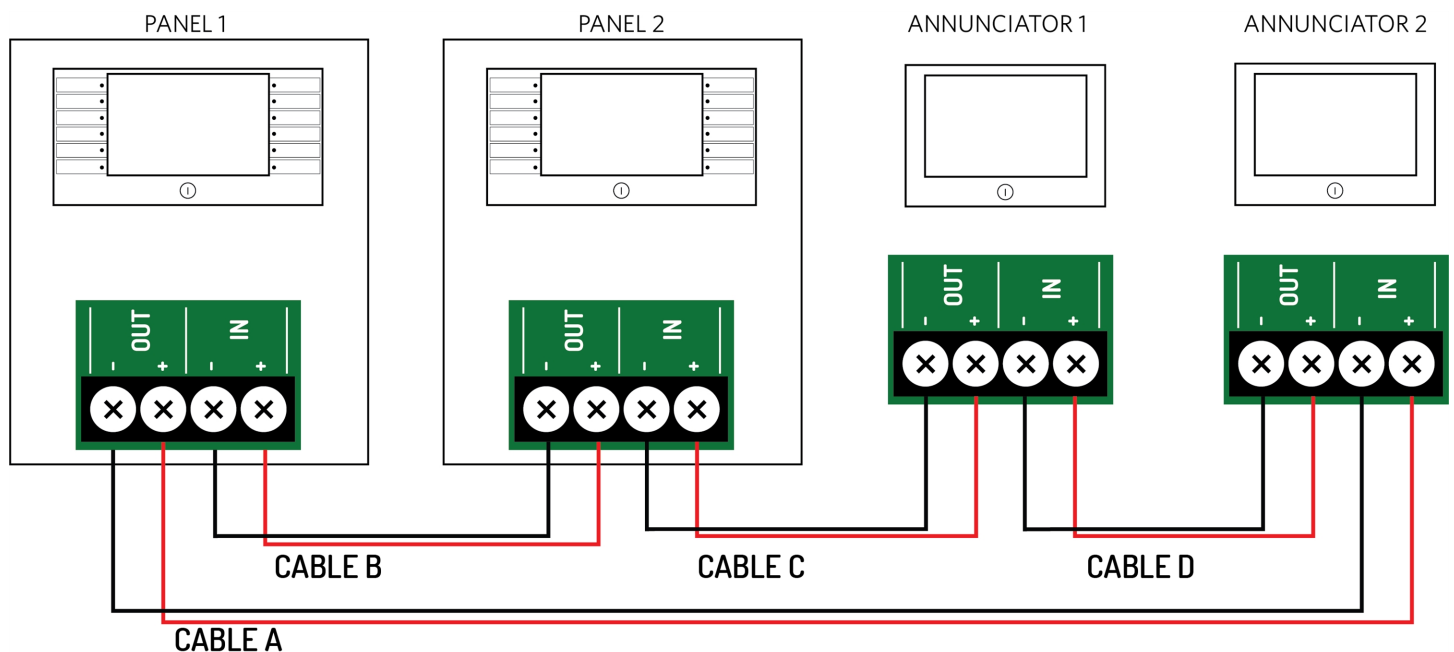 PANEL 1
PANEL 2
ANNUNCIATOR 1
ANNUNCIATOR 2
OUT
IN
- + - +
OUT
IN
- + - +
OUT
IN
- + - +
OUT
IN
- + - +
CABLE B
CABLE C
CABLE D
CABLE A